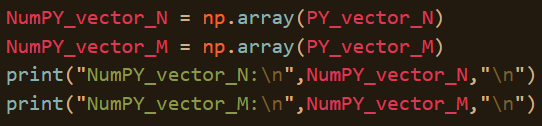 NumPY_vector_N = np.array(PY_vector_N)
NumPY_vector_M = np.array(PY_vector_M)
print("NumPY_vector_N:\n",NumPY_vector_N,"\n")
print("NumPY_vector_M:\n",NumPY_vector_M,"\n")